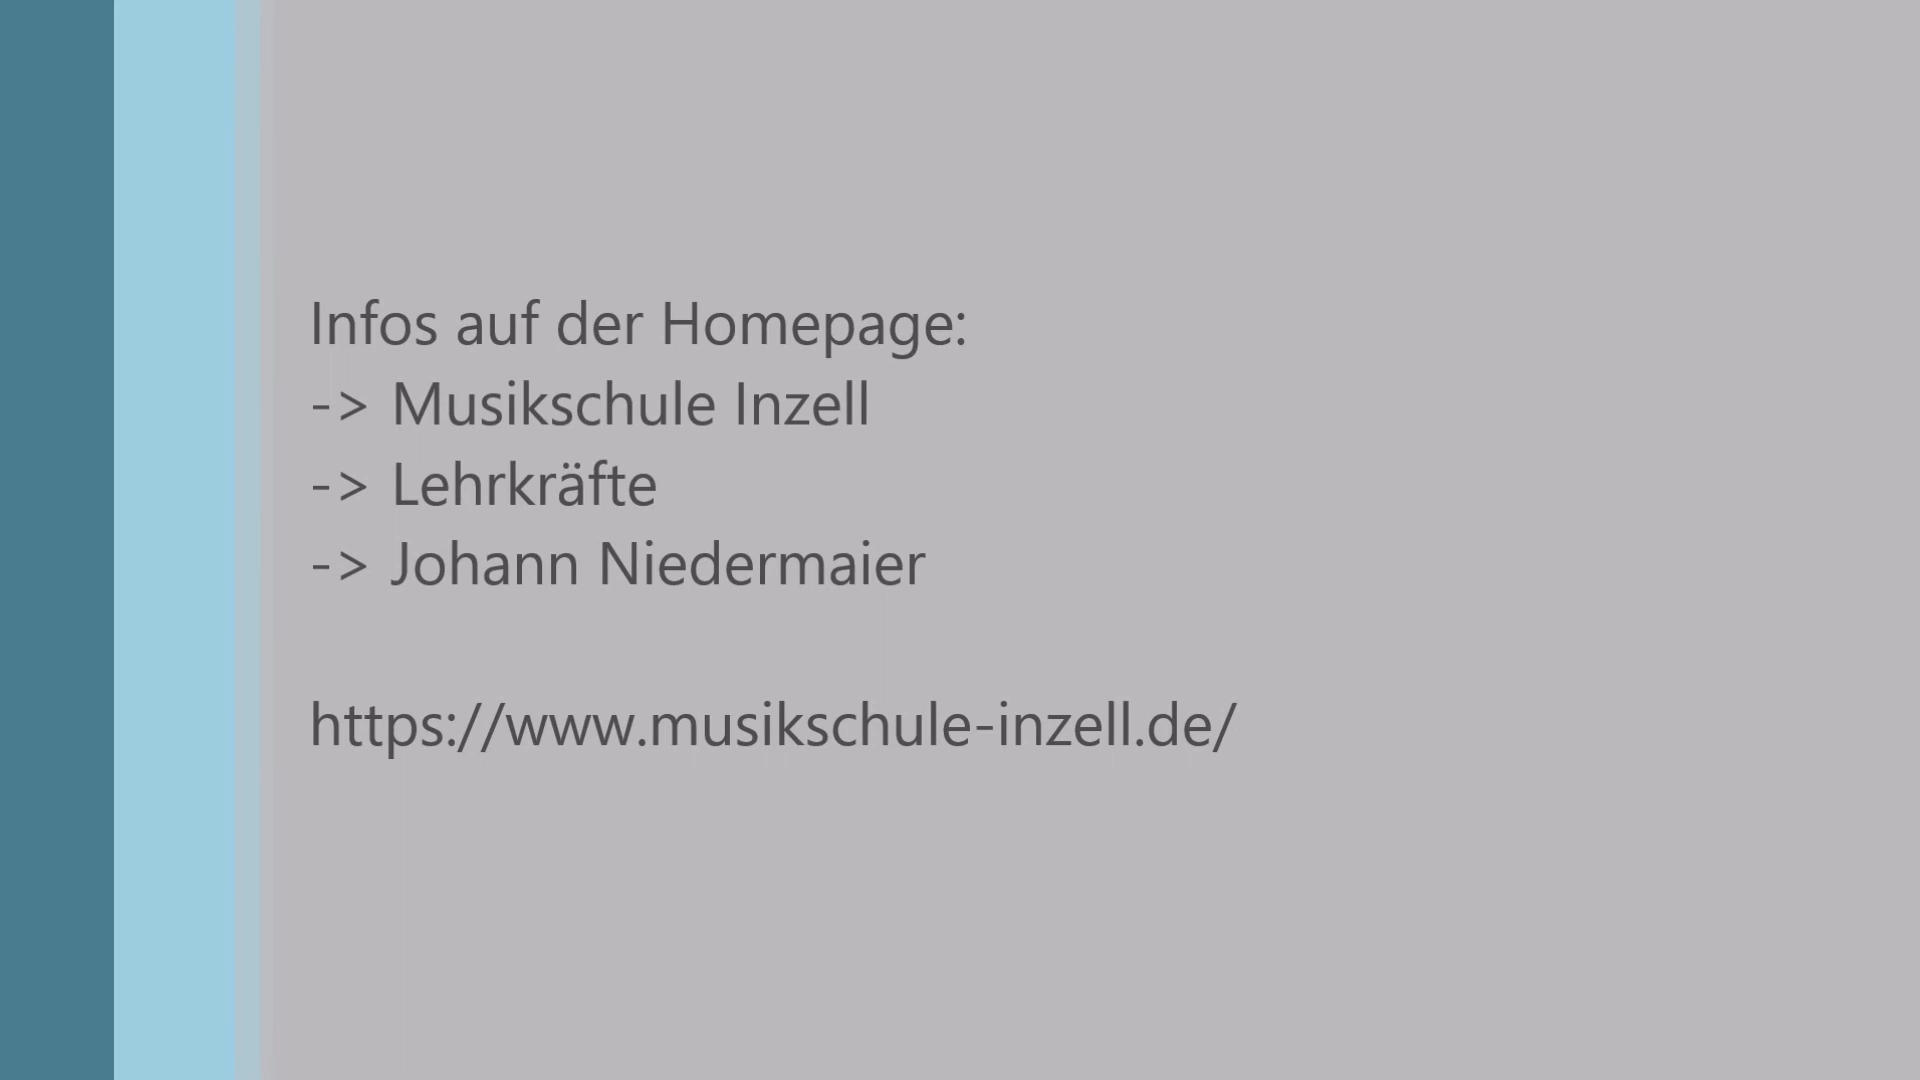 Infos auf der Homepage:
-> Musikschule Inzell
-> Lehrkräfte
-> Johann Niedermaier
https://www.musikschule-inzell.de/